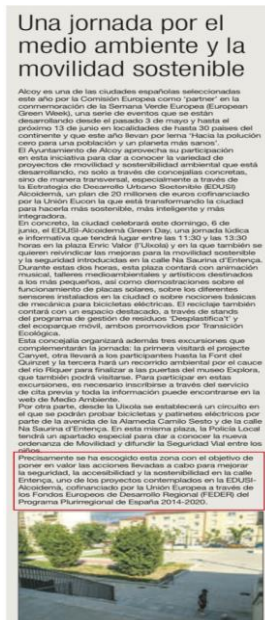 Una jornada por el
medio ambiente y la
movilidad sostenible
Alcoy es una de las ciudades españolas seleccionadas
este año por la Comisión Europea como 'partner' en la
conmemoración de la Semana Verde Europea (European
Green Week), una serie de eventos que se están
desarrollando desde el pasado 3 de mayo y hasta el
próximo 13 de junio en localidades de hasta 30 países del
continente y que este año llevan por lema 'Hacia la polución
cero para una población y un planeta más sanos'.
El Ayuntamiento de Alcoy aprovecha su participación
en esta iniciativa para dar a conocer la variedad de
proyectos de movilidad y sostenibilidad ambiental que está
desarrollando, no solo a través de concejalías concretas,
sino de manera transversal, especialmente a través de
la Estrategia de Desarrollo Urbano Sostenible (EDUSI)
Alcoidemà, un plan de 20 millones de euros cofinanciado
por la Unión Eucon la que está transformando la ciudad
para hacerla más sostenible, más inteligente y más
integradora.
En concreto, la ciudad celebrará este domingo, 6 de
junio, el EDUSI-Alcoidemà Green Day, una jornada lúdica
e informativa que tendrá lugar entre las 11:30 y las 13:30
horas en la plaza Enric Valor (l'Uixola) y en la que también se
quieren reivindicar las mejoras para la movilidad sostenible
y la seguridad introducidas en la calle Na Saurina d'Entença.
Durante estas dos horas, esta plaza contará con animación
musical, talleres medioambientales y artísticos destinados
a los más pequeños, así como demostraciones sobre el
funcionamiento de placas solares, sobre los diferentes
sensores instalados en la ciudad o sobre nociones básicas
de mecánica para bicicletas eléctricas. El reciclaje también
contará con un espacio destacado, a través de stands
del programa de gestión de residuos 'Desplastifica't' y
del ecoparque móvil, ambos promovidos por Transición
Ecológica.
Esta concejalía organizará además tres excursiones que
complementarán la jornada: la primera visitará el projecte
Canyet, otra llevará a los participantes hasta la Font del
Quinzet y la tercera hará un recorrido ambiental por el cauce
del río Riquer para finalizar a las puertas del museo Explora,
que también podrá visitarse. Para participar en estas
excursiones, es necesario inscribirse a través del servicio
de cita previa y toda la información puede encontrarse en la
web de Medio Ambiente.
Por otra parte, desde la Uixola se establecerá un circuito en
el que se podrán probar bicicletas y patinetes eléctricos por
parte de la avenida de la Alameda Camilo Sesto y de la calle
Na Saurina d'Entença. En esta misma plaza, la Policía Local
tendrá un apartado especial para dar a conocer la nueva
ordenanza de Movilidad y difundir la Seguridad Vial entre los
niños.
Precisamente se ha escogido esta zona con el objetivo de
poner en valor las acciones llevadas a cabo para mejorar
la seguridad, la accesibilidad y la sostenibilidad en la calle
Entença, uno de los proyectos contemplados en la EDUSI-
Alcoidemà, cofinanciado por la Unión Europea a través de
los Fondos Europeos de Desarrollo Regional (FEDER) del
Programa Plurirregional de España 2014-2020.